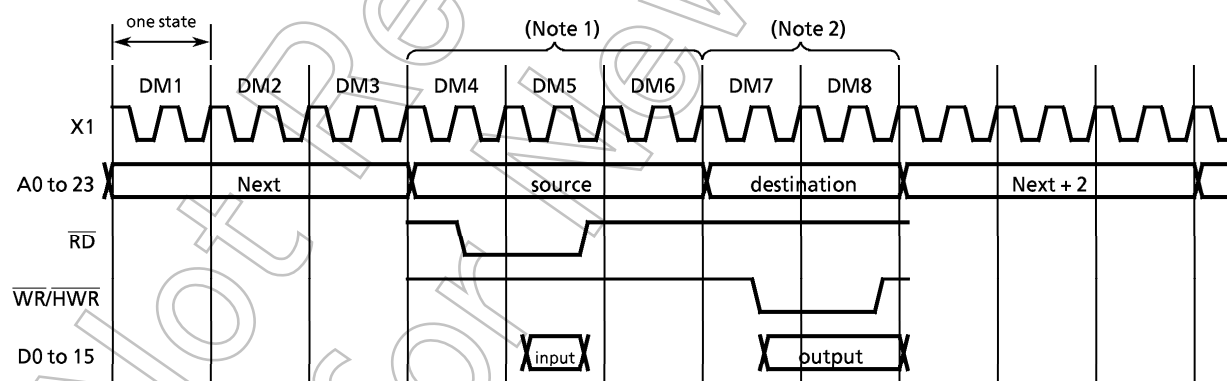 one state
(Note 1)
(Note 2)
DM1 DM2 DM3 DM4 DM5 DM6 DM7 DM8
X1
A0 to 23 Next source destination Next + 2
RD
WR/HWR
D0 to 15 input output